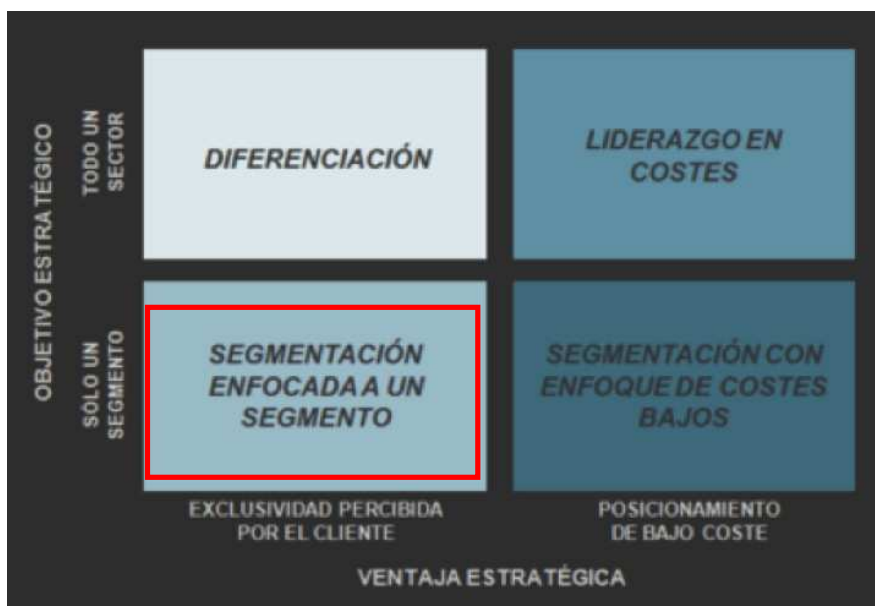 OBJETIVO ESTRATÉGICO
TODO UN
SECTOR
DIFERENCIACIÓN
LIDERAZGO EN
COSTES
SÓLO UN
SEGMENTO
SEGMENTACIÓN
ENFOCADA A UN
SEGMENTO
SEGMENTACIÓN CON
ENFOQUE DE COSTES
BAJOS
EXCLUSIVIDAD PERCIBIDA
POR EL CLIENTE
POSICIONAMIENTO
DE BAJO COSTE
VENTAJA ESTRATÉGICA